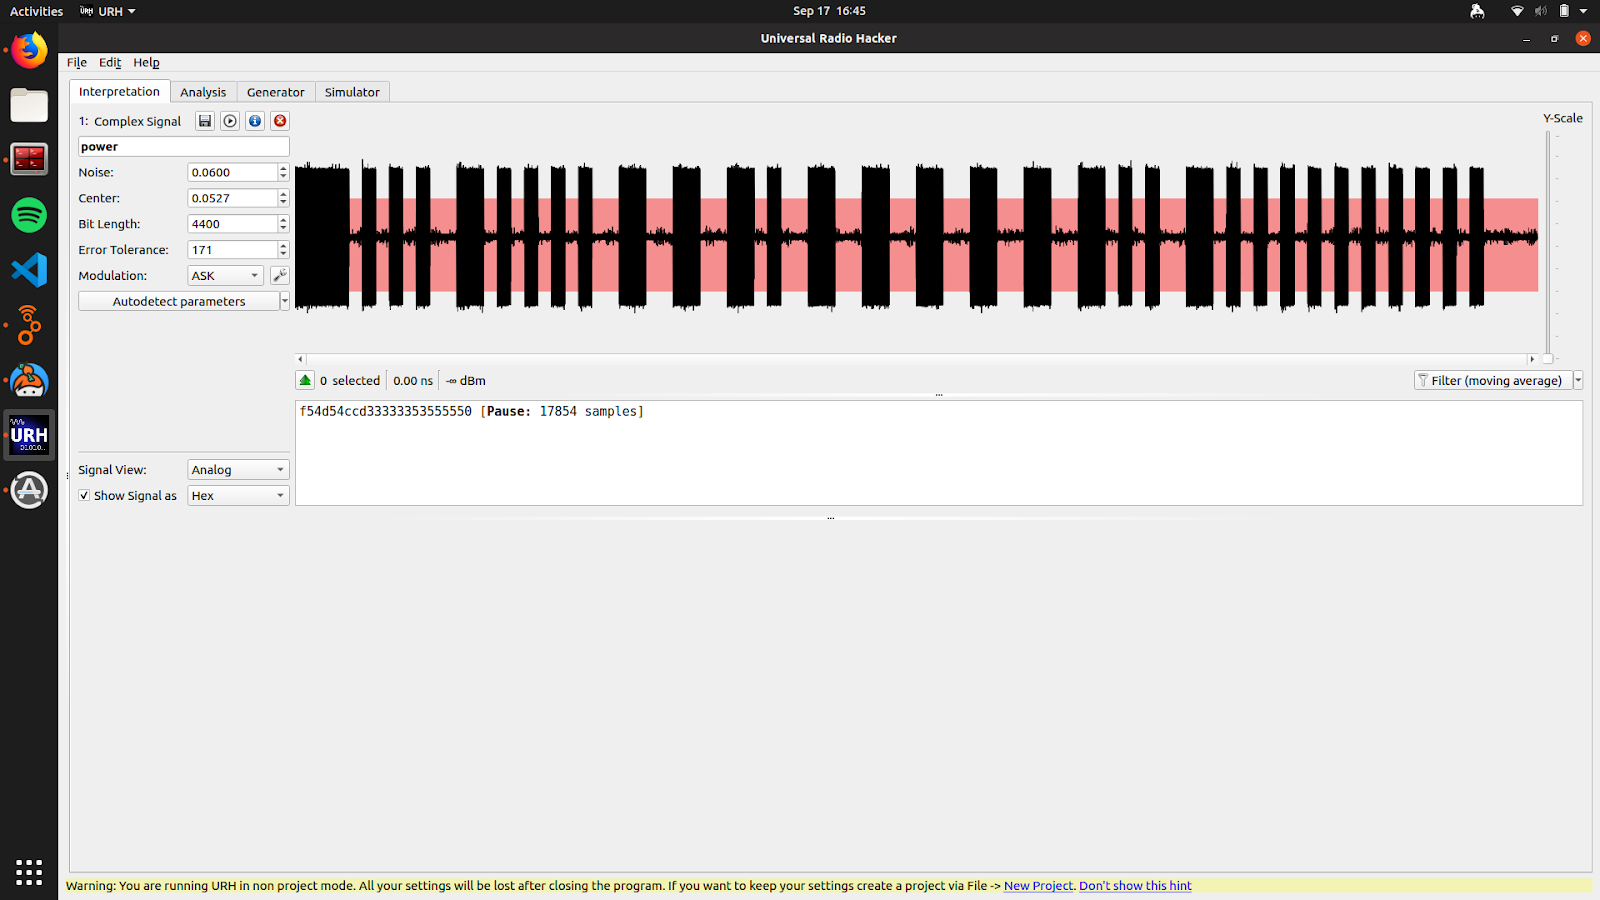 Activities URH Sep 17 16:45
Universal Radio Hacker
File Edit Help
Interpretation Analysis Generator Simulator
1: Complex Signal
Y-Scale
power
Noise: 0.0600
Center: 0.0527
Bit Length: 4400
Error Tolerance: 171
Modulation: ASK
Autodetect parameters
0 selected 0.00 ns -∞ dBm Filter (moving average)
f54d54ccd33333353555550 [Pause: 17854 samples]
URH
Signal View: Analog
Show Signal as Hex
Warning: You are running URH in non project mode. All your settings will be lost after closing the program. If you want to keep your settings create a project via File -> New Project. Don't show this hint